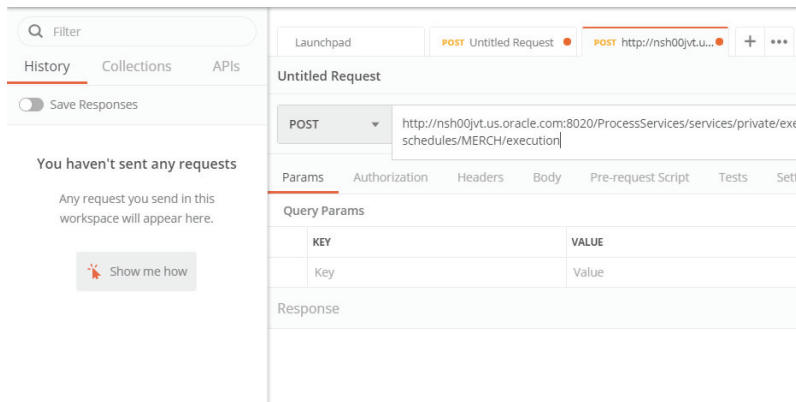 Filter
History Collections APIs
Save Responses
You haven't sent any requests
Any request you send in this
workspace will appear here.
Show me how
Launchpad POST Untitled Request POST http://nsh00jvt.u... + •••
Untitled Request
POST http://nsh00jvt.us.oracle.com:8020/ProcessServices/services/private/exe
schedules/MERCH/execution
Params Authorization Headers Body Pre-request Script Tests Set
Query Params
KEY VALUE
Key Value
Response